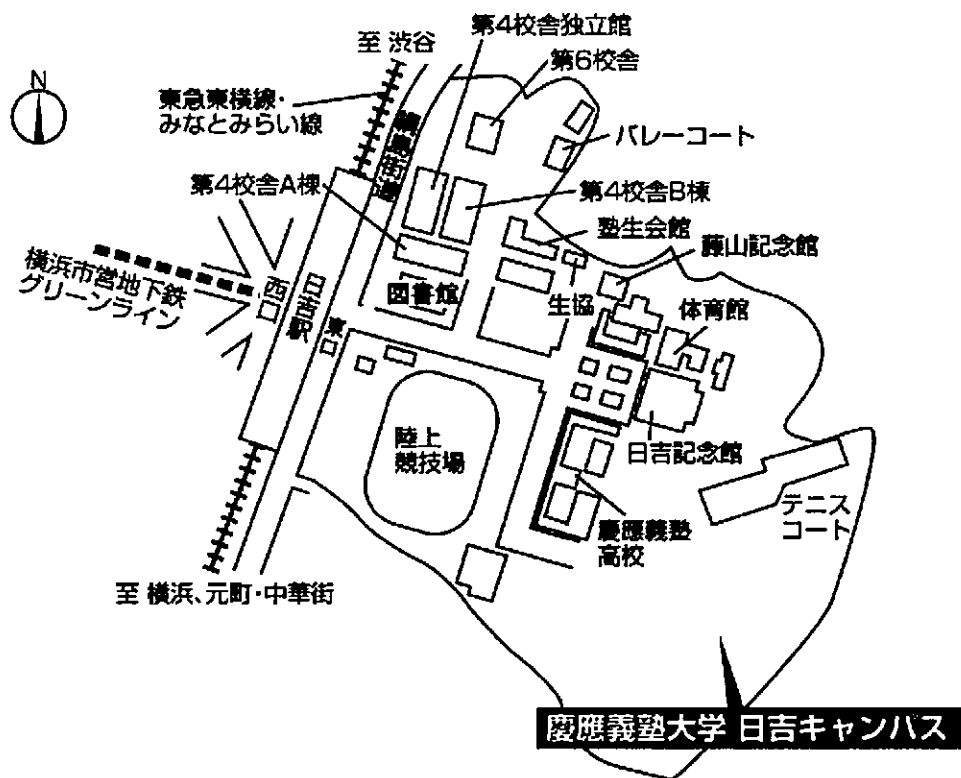 第4校舎独立館
至 渋谷
第6校舎
N
東急東横線・
みなとみらい線
綱島街道
バレーコート
第4校舎A棟
第4校舎B棟
塾生会館
藤山記念館
横浜市営地下鉄
グリーンライン
西口
日吉駅
東口
図書館
生協
体育館
陸上
競技場
日吉記念館
テニス
コート
慶應義塾
高校
至 横浜、元町・中華街
慶應義塾大学 日吉キャンパス